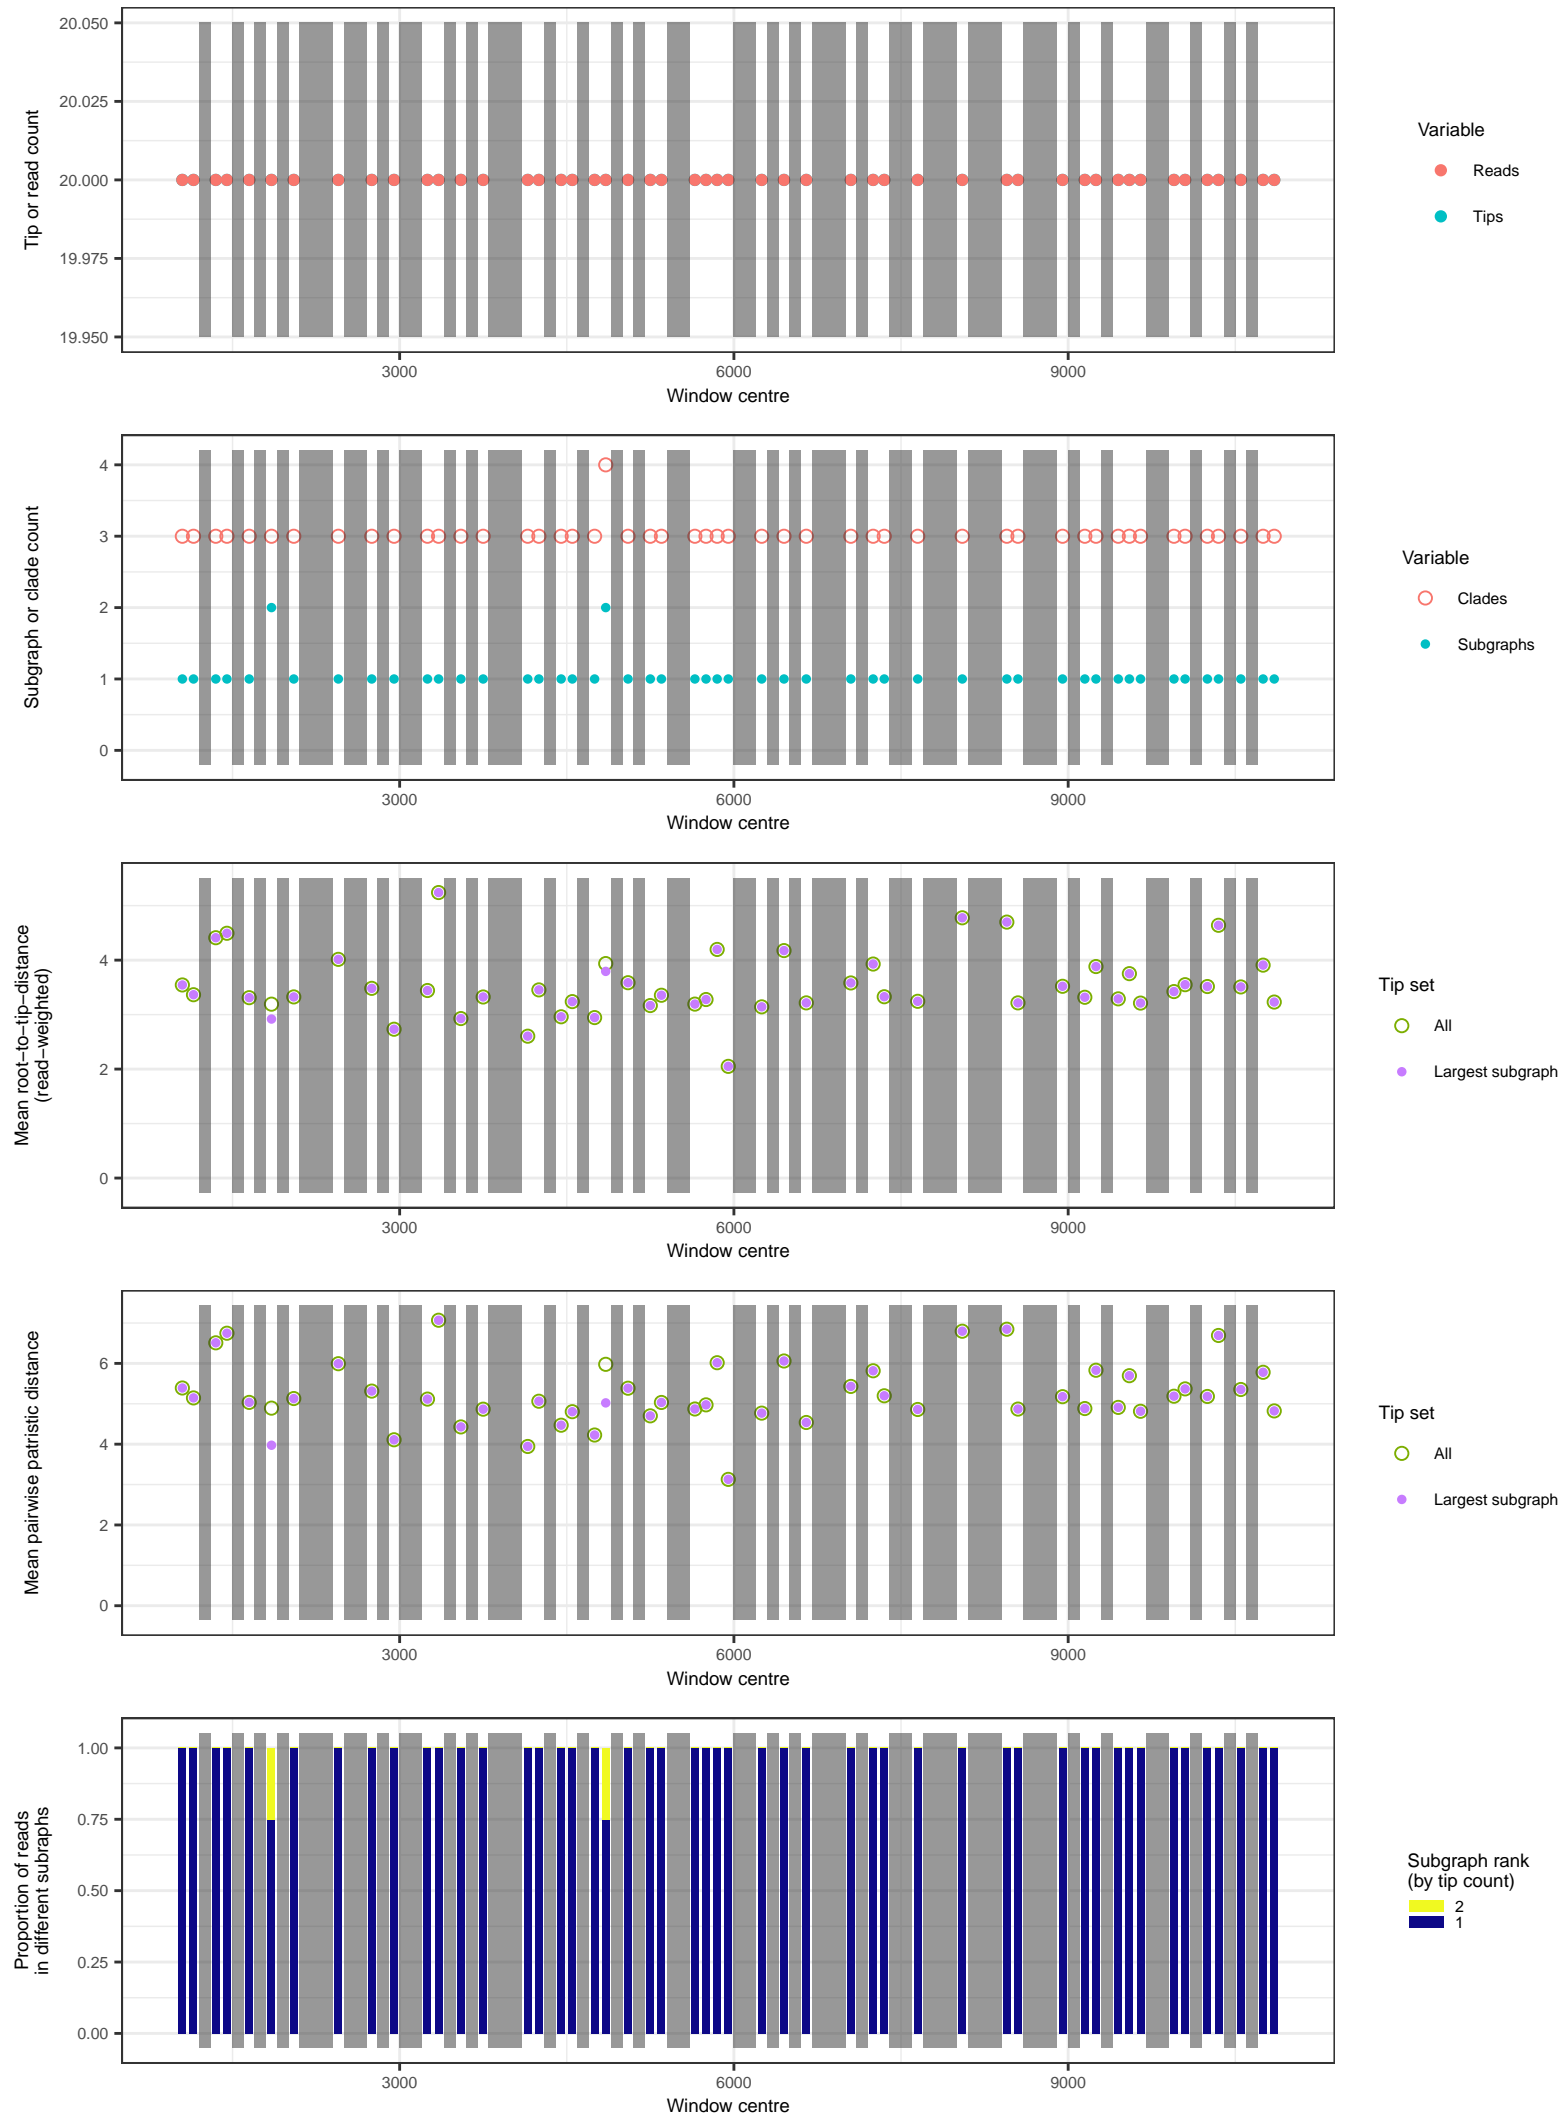 20.050
20.025
20.000
19.975
19.950
Tip or read count
3000
6000
9000
Window centre
Variable
Reads
Tips
4
3
2
1
0
Subgraph or clade count
3000
6000
9000
Window centre
Variable
Clades
Subgraphs
4
2
0
Mean root−to−tip−distance
(read−weighted)
3000
6000
9000
Window centre
Tip set
All
Largest subgraph
6
4
2
0
Mean pairwise patristic distance
3000
6000
9000
Window centre
Tip set
All
Largest subgraph
1.00
0.75
0.50
0.25
0.00
Proportion of reads
in different subraphs
3000
6000
9000
Window centre
Subgraph rank
(by tip count)
2
1